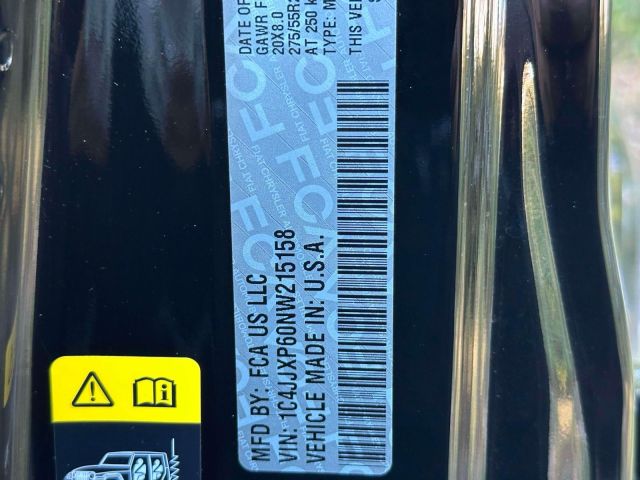 MFD BY: FCA US LLC
DATE OF
VIN: 1C4JJXP60NW215158
GAWR F
VEHICLE MADE IN: U.S.A.
20X8.0
275/55R2
AT 250 k
TYPE: M
THIS VE